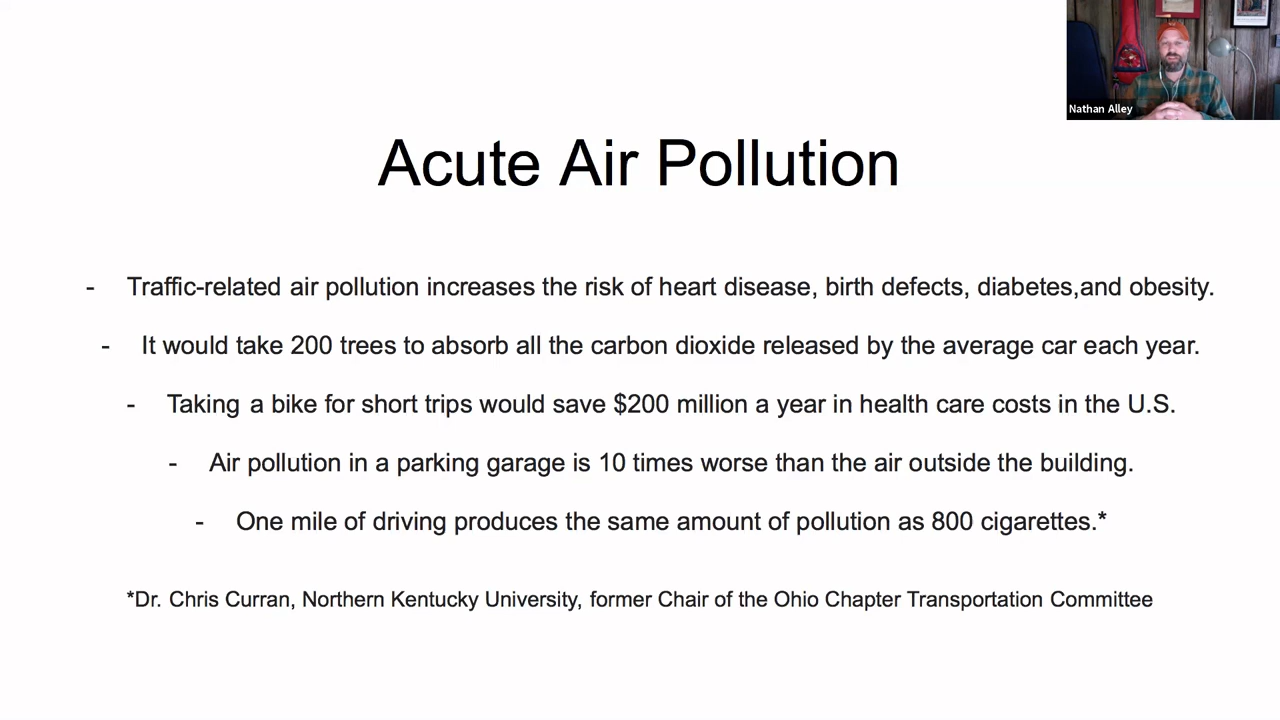 Nathan Alley
Acute Air Pollution
- Traffic-related air pollution increases the risk of heart disease, birth defects, diabetes,and obesity.
- It would take 200 trees to absorb all the carbon dioxide released by the average car each year.
- Taking a bike for short trips would save $200 million a year in health care costs in the U.S.
- Air pollution in a parking garage is 10 times worse than the air outside the building.
- One mile of driving produces the same amount of pollution as 800 cigarettes.*
*Dr. Chris Curran, Northern Kentucky University, former Chair of the Ohio Chapter Transportation Committee